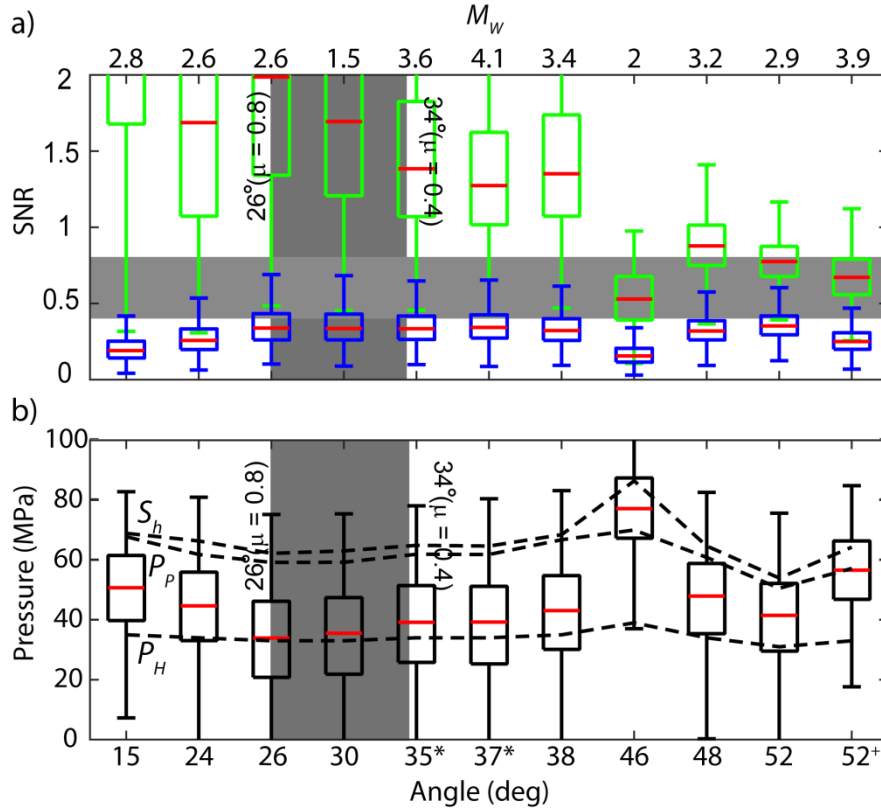 a)
M_W
2.8 2.6 2.6 1.5 3.6 4.1 3.4 2 3.2 2.9 3.9
2
1.5
1
0.5
0
SNR
26°(μ = 0.8)
34°(μ = 0.4)
b)
100
80
60
40
20
0
Pressure (MPa)
S_h
P_P
P_H
26°(μ = 0.8)
34°(μ = 0.4)
15 24 26 30 35* 37* 38 46 48 52 52⁺
Angle (deg)